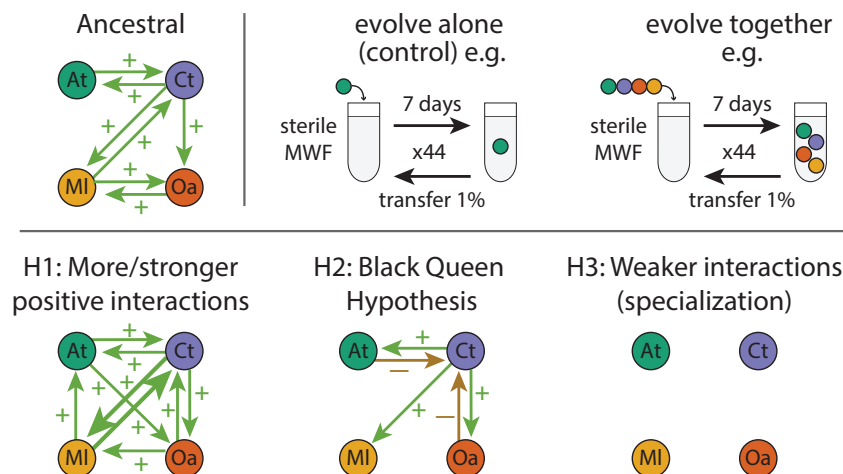 Ancestral
At
+
+
Ct
+
+
+
Ml
+
+
Oa
evolve alone
(control) e.g.
7 days
sterile
MWF
x44
transfer 1%
evolve together
e.g.
7 days
sterile
MWF
x44
transfer 1%
H1: More/stronger
positive interactions
At
+
+
Ct
+
+
+
+
+
+
Ml
+
Oa
H2: Black Queen
Hypothesis
At
+
−
Ct
+
+
−
Ml
Oa
H3: Weaker interactions
(specialization)
At
Ct
Ml
Oa